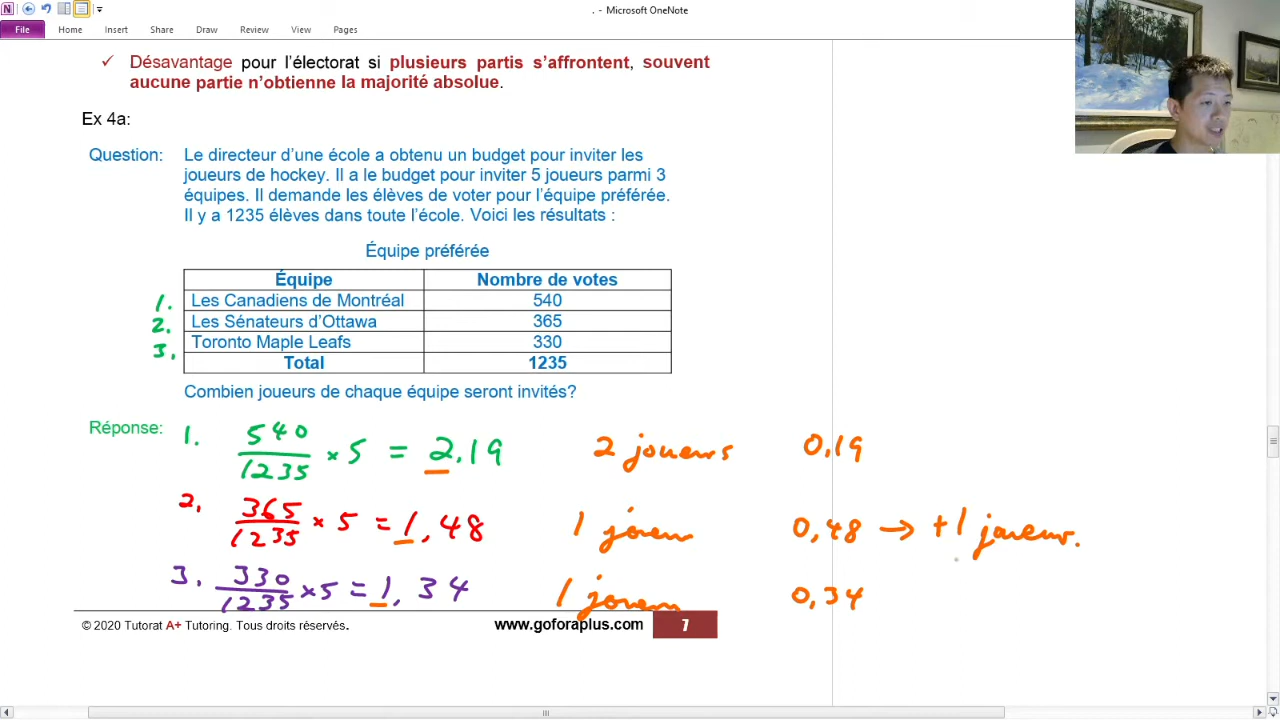 . - Microsoft OneNote
File Home Insert Share Draw Review View Pages
✓ Désavantage pour l’électorat si plusieurs partis s’affrontent, souvent
aucune partie n’obtienne la majorité absolue.
Ex 4a:
Question: Le directeur d’une école a obtenu un budget pour inviter les
joueurs de hockey. Il a le budget pour inviter 5 joueurs parmi 3
équipes. Il demande les élèves de voter pour l’équipe préférée.
Il y a 1235 élèves dans toute l’école. Voici les résultats :
Équipe préférée
Équipe Nombre de votes
1. Les Canadiens de Montréal 540
2. Les Sénateurs d’Ottawa 365
3. Toronto Maple Leafs 330
Total 1235
Combien joueurs de chaque équipe seront invités?
Réponse: 1. 540/1235 × 5 = 2,19 2 joueurs 0,19
2. 365/1235 × 5 = 1,48 1 joueur 0,48 → +1 joueur.
3. 330/1235 × 5 = 1,34 1 joueur 0,34
© 2020 Tutorat A+ Tutoring. Tous droits réservés. www.goforaplus.com 7